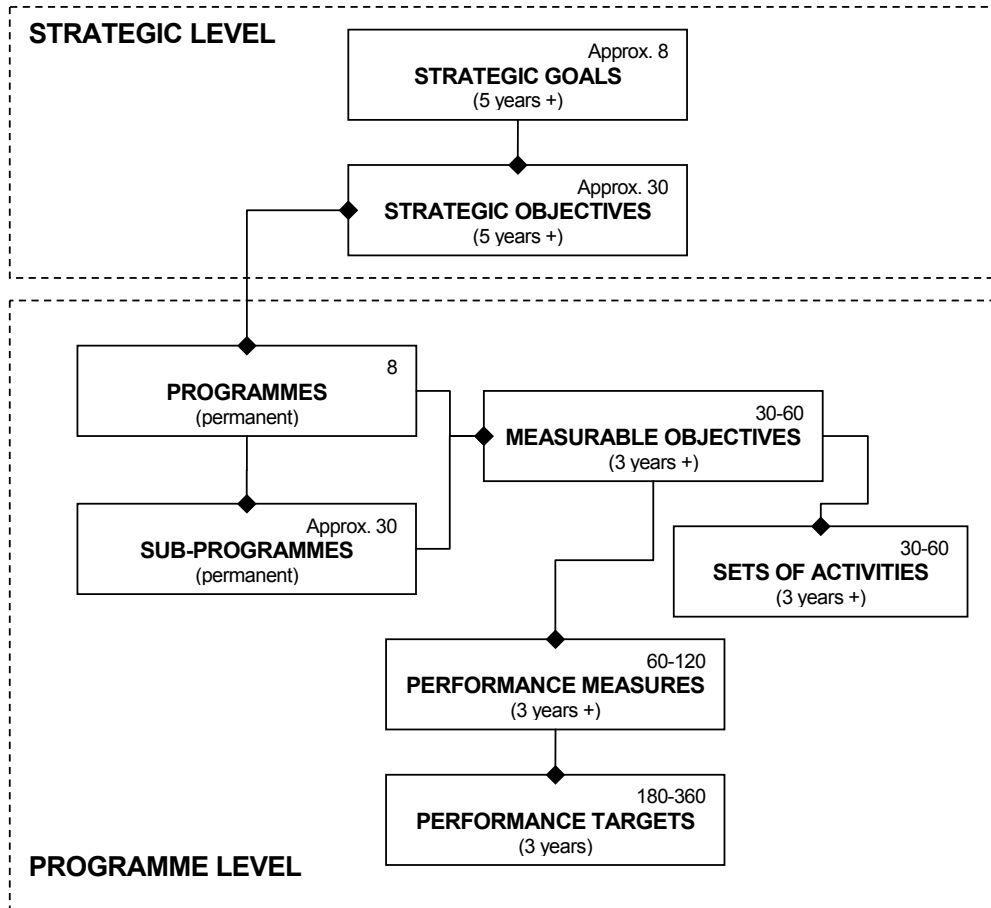 STRATEGIC LEVEL
Approx. 8
STRATEGIC GOALS
(5 years +)
Approx. 30
STRATEGIC OBJECTIVES
(5 years +)
8
PROGRAMMES
(permanent)
30-60
MEASURABLE OBJECTIVES
(3 years +)
Approx. 30
SUB-PROGRAMMES
(permanent)
30-60
SETS OF ACTIVITIES
(3 years +)
60-120
PERFORMANCE MEASURES
(3 years +)
180-360
PERFORMANCE TARGETS
(3 years)
PROGRAMME LEVEL